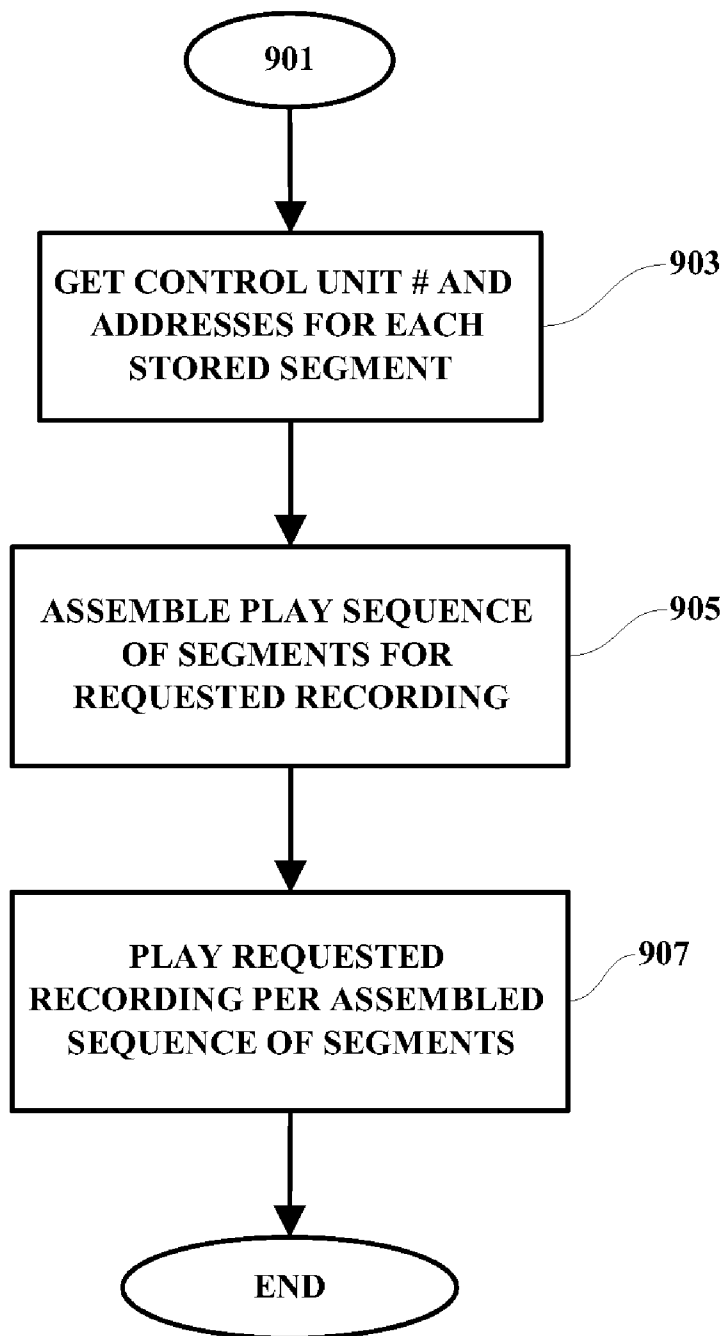 901
GET CONTROL UNIT # AND
ADDRESSES FOR EACH
STORED SEGMENT
903
ASSEMBLE PLAY SEQUENCE
OF SEGMENTS FOR
REQUESTED RECORDING
905
PLAY REQUESTED
RECORDING PER ASSEMBLED
SEQUENCE OF SEGMENTS
907
END